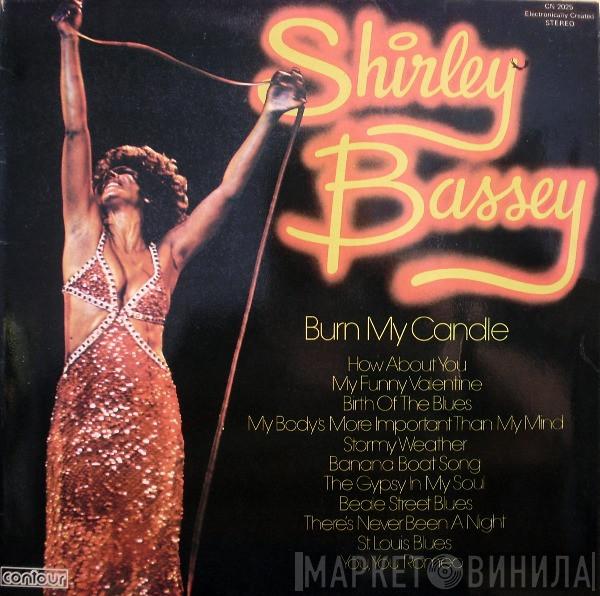 CN 2025
Electronically Created
STEREO
Shirley
Bassey
Burn My Candle
How About You
My Funny Valentine
Birth Of The Blues
My Body's More Important Than My Mind
Stormy Weather
Banana Boat Song
The Gypsy In My Soul
Beale Street Blues
There's Never Been A Night
St Louis Blues
You, You, Romeo
contour
МАРКЕТ ВИНИЛА